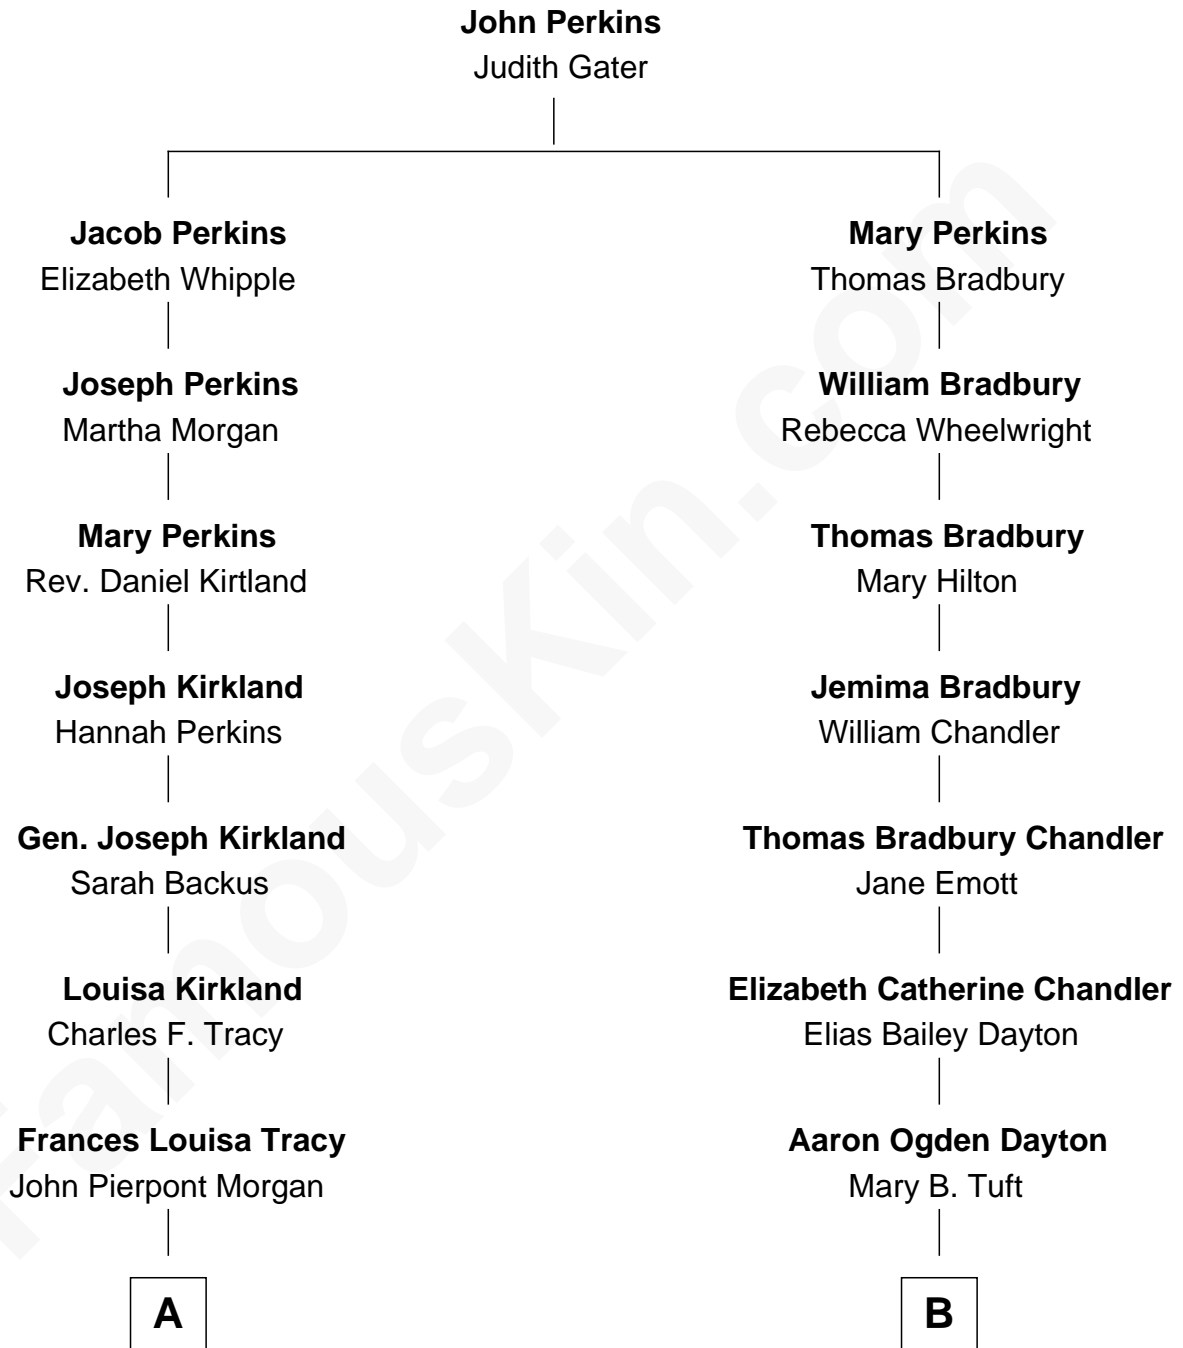 John Perkins
Judith Gater
Jacob Perkins
Elizabeth Whipple
Mary Perkins
Thomas Bradbury
Joseph Perkins
Martha Morgan
William Bradbury
Rebecca Wheelwright
Mary Perkins
Rev. Daniel Kirtland
Thomas Bradbury
Mary Hilton
Joseph Kirkland
Hannah Perkins
Jemima Bradbury
William Chandler
Gen. Joseph Kirkland
Sarah Backus
Thomas Bradbury Chandler
Jane Emott
Louisa Kirkland
Charles F. Tracy
Elizabeth Catherine Chandler
Elias Bailey Dayton
Frances Louisa Tracy
John Pierpont Morgan
Aaron Ogden Dayton
Mary B. Tuft
A
B
FamousKin.com